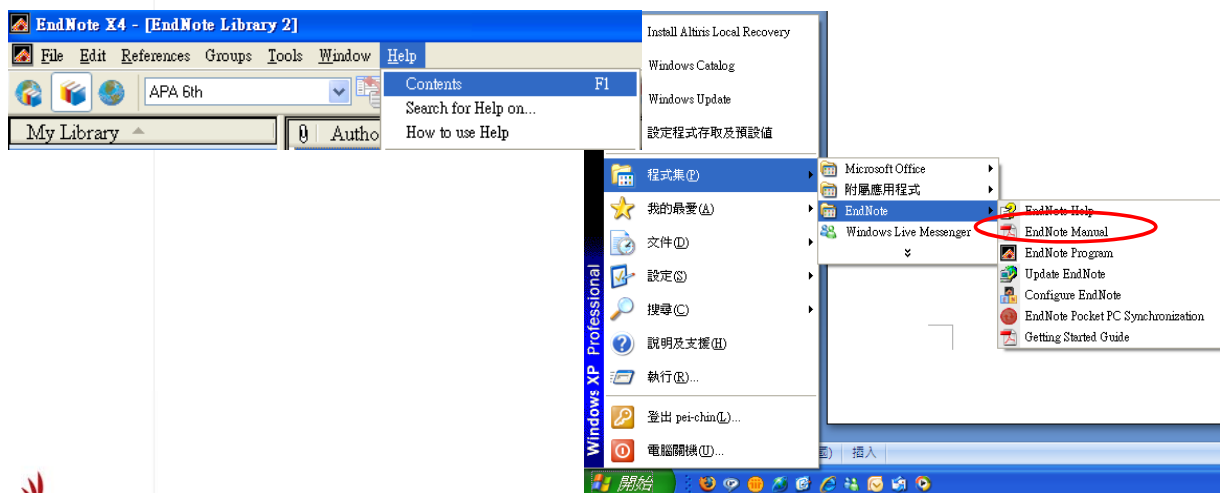 EndNote X4 - [EndNote Library 2]
File Edit References Groups Tools Window Help
APA 6th
Contents F1
Search for Help on...
How to use Help
My Library
Autho
Install Altiris Local Recovery
Windows Catalog
Windows Update
設定程式存取及預設值
程式集(P)
我的最愛(A)
文件(D)
設定(S)
搜尋(C)
說明及支援(H)
執行(R)...
登出 pei-chin(L)...
電腦關機(U)...
Windows XP Professional
Microsoft Office
附屬應用程式
EndNote
Windows Live Messenger
EndNote Help
EndNote Manual
EndNote Program
Update EndNote
Configure EndNote
EndNote Pocket PC Synchronization
Getting Started Guide
插入
開始